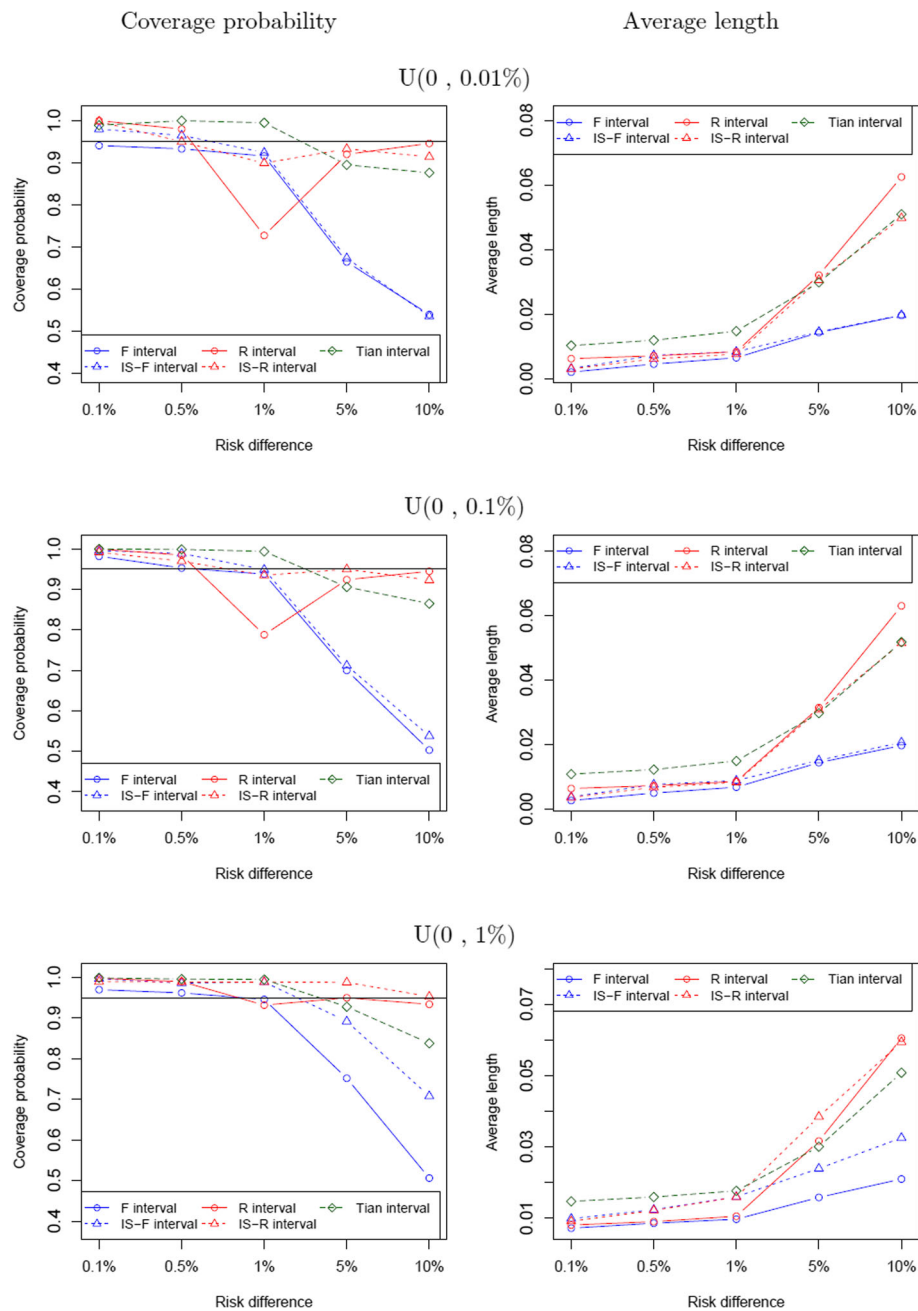 Coverage probability
Average length
U(0 , 0.01%)
Coverage probability
1.0
0.9
0.8
0.7
0.6
0.5
0.4
F interval
R interval
Tian interval
IS−F interval
IS−R interval
0.1%
0.5%
1%
5%
10%
Risk difference
Average length
0.08
0.06
0.04
0.02
0.00
F interval
R interval
Tian interval
IS−F interval
IS−R interval
0.1%
0.5%
1%
5%
10%
Risk difference
U(0 , 0.1%)
Coverage probability
1.0
0.9
0.8
0.7
0.6
0.5
0.4
F interval
R interval
Tian interval
IS−F interval
IS−R interval
0.1%
0.5%
1%
5%
10%
Risk difference
Average length
0.08
0.06
0.04
0.02
0.00
F interval
R interval
Tian interval
IS−F interval
IS−R interval
0.1%
0.5%
1%
5%
10%
Risk difference
U(0 , 1%)
Coverage probability
1.0
0.9
0.8
0.7
0.6
0.5
0.4
F interval
R interval
Tian interval
IS−F interval
IS−R interval
0.1%
0.5%
1%
5%
10%
Risk difference
Average length
0.07
0.05
0.03
0.01
F interval
R interval
Tian interval
IS−F interval
IS−R interval
0.1%
0.5%
1%
5%
10%
Risk difference